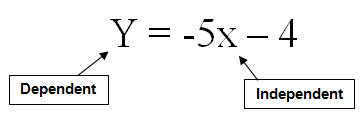 Y = -5x – 4
Dependent
Independent